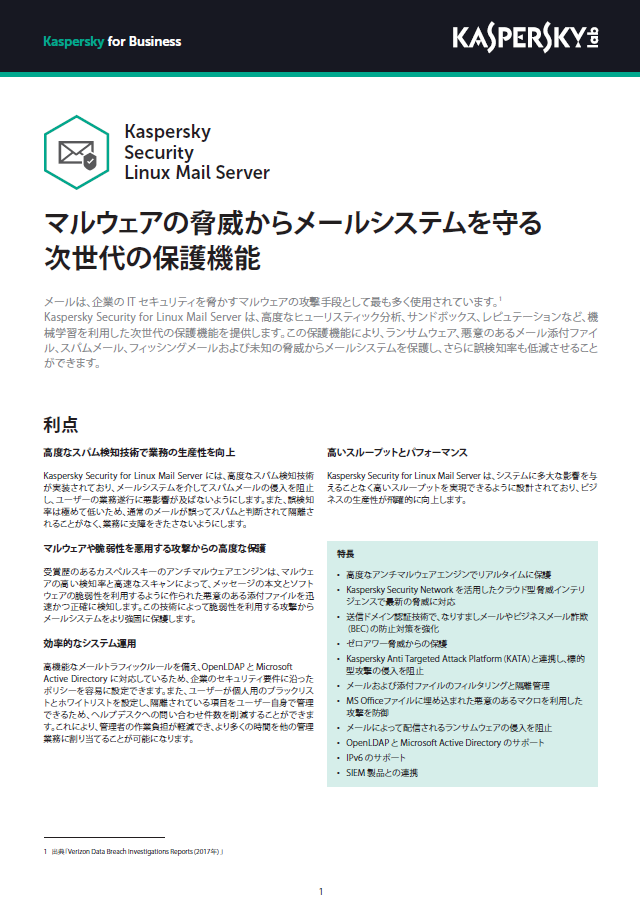 Kaspersky for Business
KASPERSKY lab
Kaspersky
Security
Linux Mail Server
マルウェアの脅威からメールシステムを守る
次世代の保護機能
メールは、企業の IT セキュリティを脅かすマルウェアの攻撃手段として最も多く使用されています。1
Kaspersky Security for Linux Mail Server は、高度なヒューリスティック分析、サンドボックス、レピュテーションなど、機
械学習を利用した次世代の保護機能を提供します。この保護機能により、ランサムウェア、悪意のあるメール添付ファイ
ル、スパムメール、フィッシングメールおよび未知の脅威からメールシステムを保護し、さらに誤検知率も低減させること
ができます。
利点
高度なスパム検知技術で業務の生産性を向上
Kaspersky Security for Linux Mail Server には、高度なスパム検知技術
が実装されており、メールシステムを介してスパムメールの侵入を阻止
し、ユーザーの業務遂行に悪影響が及ばないようにします。また、誤検知
率は極めて低いため、通常のメールが誤ってスパムと判断されて隔離さ
れることがなく、業務に支障をきたさないようにします。
マルウェアや脆弱性を悪用する攻撃からの高度な保護
受賞歴のあるカスペルスキーのアンチマルウェアエンジンは、マルウェ
アの高い検知率と高速なスキャンによって、メッセージの本文とソフト
ウェアの脆弱性を利用するように作られた悪意のある添付ファイルを迅
速かつ正確に検知します。この技術によって脆弱性を利用する攻撃から
メールシステムをより強固に保護します。
効率的なシステム運用
高機能なメールトラフィックルールを備え、OpenLDAP と Microsoft
Active Directory に対応しているため、企業のセキュリティ要件に沿った
ポリシーを容易に設定できます。また、ユーザーが個人用のブラックリス
トとホワイトリストを設定し、隔離されている項目をユーザー自身で管理
できるため、ヘルプデスクへの問い合わせ件数を削減することができま
す。これにより、管理者の作業負担が軽減でき、より多くの時間を他の管理
業務に割り当てることが可能になります。
高いスループットとパフォーマンス
Kaspersky Security for Linux Mail Server は、システムに多大な影響を与
えることなく高いスループットを実現できるように設計されており、ビジ
ネスの生産性が飛躍的に向上します。
特長
• 高度なアンチマルウェアエンジンでリアルタイムに保護
• Kaspersky Security Network を活用したクラウド型脅威インテリ
ジェンスで最新の脅威に対応
• 送信ドメイン認証技術で、なりすましメールやビジネスメール詐欺
（BEC）の防止対策を強化
• ゼロアワー脅威からの保護
• Kaspersky Anti Targeted Attack Platform（KATA）と連携し、標的
型攻撃の侵入を阻止
• メールおよび添付ファイルのフィルタリングと隔離管理
• MS Officeファイルに埋め込まれた悪意のあるマクロを利用した
攻撃を防御
• メールによって配信されるランサムウェアの侵入を阻止
• OpenLDAP と Microsoft Active Directory のサポート
• IPv6 のサポート
• SIEM 製品との連携
1 出典「Verizon Data Breach Investigations Reports (2017年)」
1